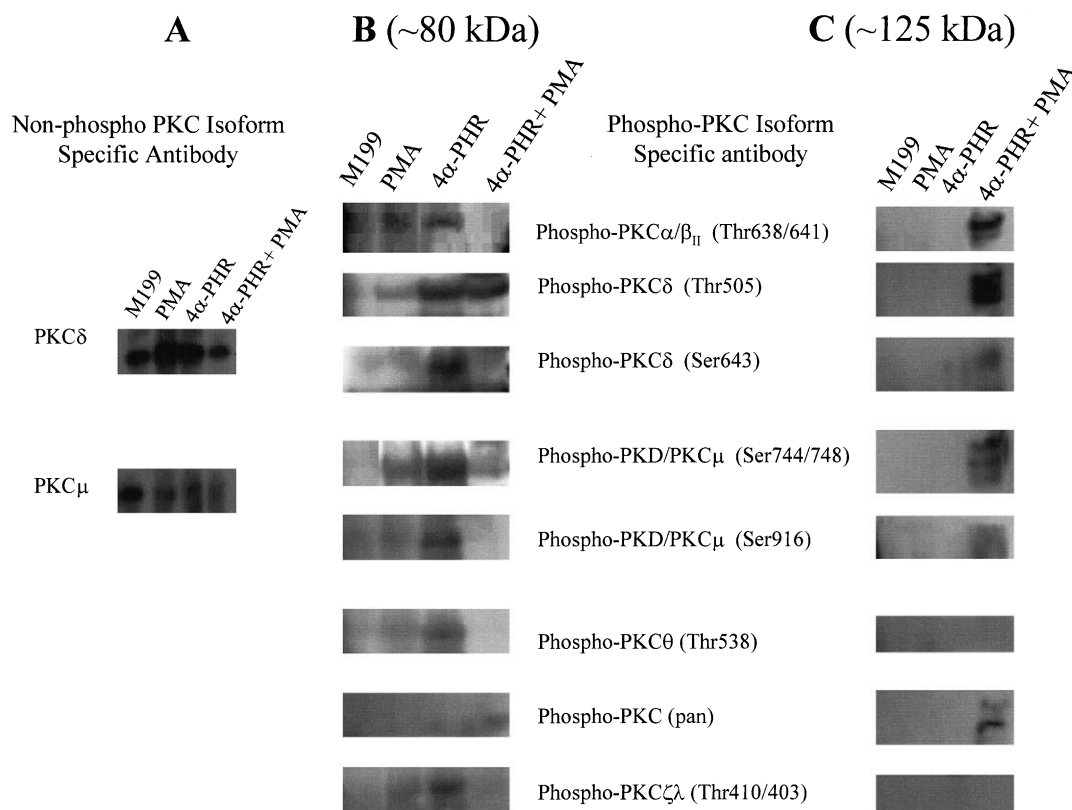 A
Non-phospho PKC Isoform
Specific Antibody
M199
PMA
4α-PHR
4α-PHR+ PMA
PKCδ
PKCμ
B (~80 kDa)
M199
PMA
4α-PHR
4α-PHR+ PMA
Phospho-PKC Isoform
Specific antibody
Phospho-PKCα/β_II (Thr638/641)
Phospho-PKCδ (Thr505)
Phospho-PKCδ (Ser643)
Phospho-PKD/PKCμ (Ser744/748)
Phospho-PKD/PKCμ (Ser916)
Phospho-PKCθ (Thr538)
Phospho-PKC (pan)
Phospho-PKCζλ (Thr410/403)
C (~125 kDa)
M199
PMA
4α-PHR
4α-PHR+ PMA